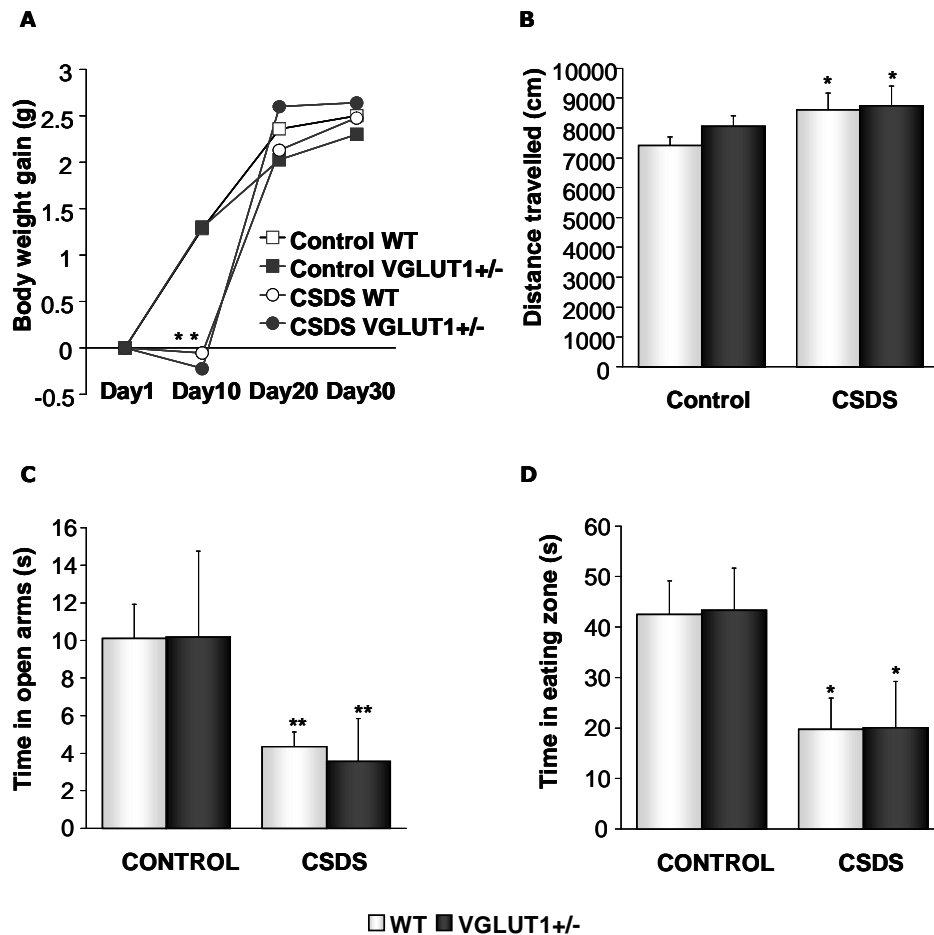 A
Body weight gain (g)
3
2.5
2
1.5
1
0.5
0
-0.5
**
Day1 Day10 Day20 Day30
Control WT
Control VGLUT1+/-
CSDS WT
CSDS VGLUT1+/-
B
Distance travelled (cm)
10000
9000
8000
7000
6000
5000
4000
3000
2000
1000
0
* *
Control CSDS
C
Time in open arms (s)
16
14
12
10
8
6
4
2
0
** **
CONTROL CSDS
D
Time in eating zone (s)
60
50
40
30
20
10
0
* *
CONTROL CSDS
WT VGLUT1+/-